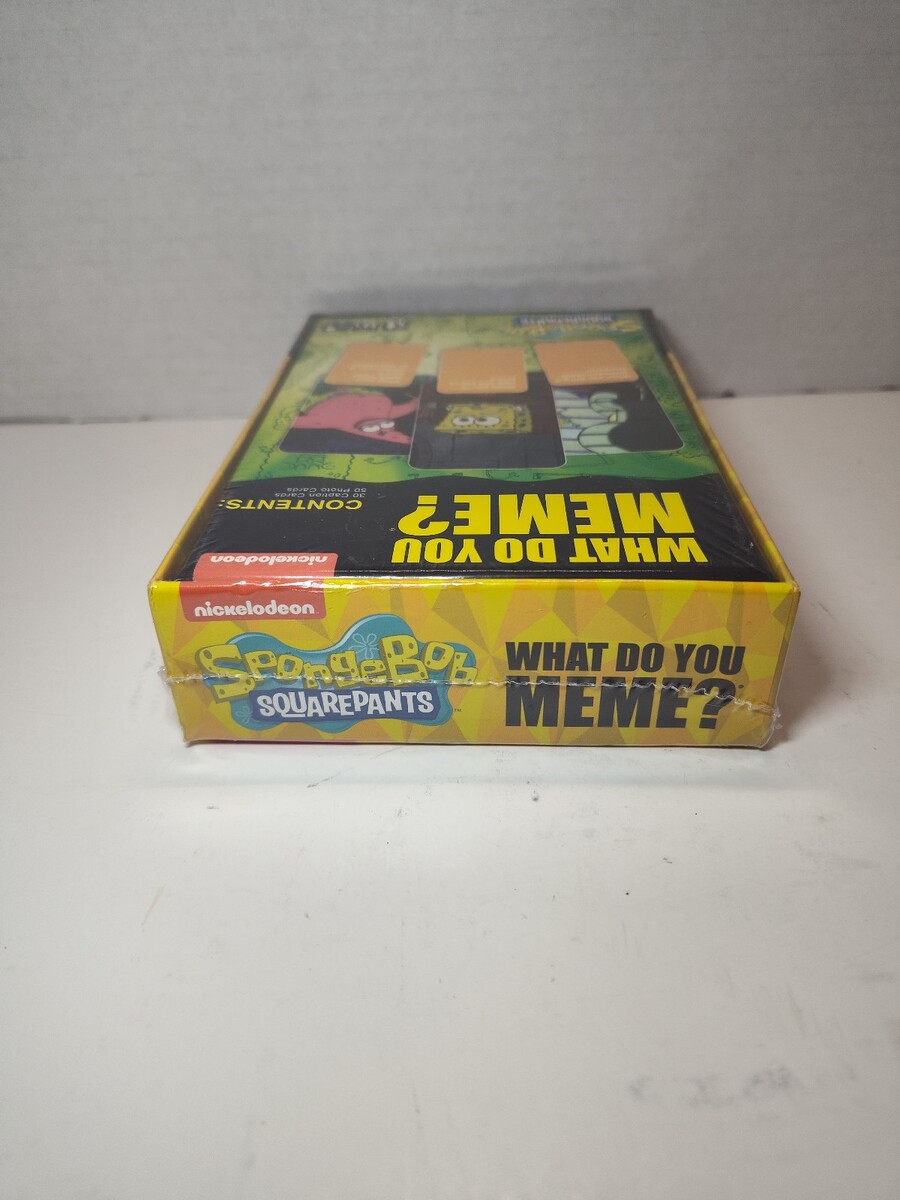 nickelodeon
SpongeBob
SQUAREPANTS
™
WHAT DO YOU
MEME?
nickelodeon
WHAT DO YOU
MEME?
CONTENTS:
30 Caption Cards
50 Photo Cards